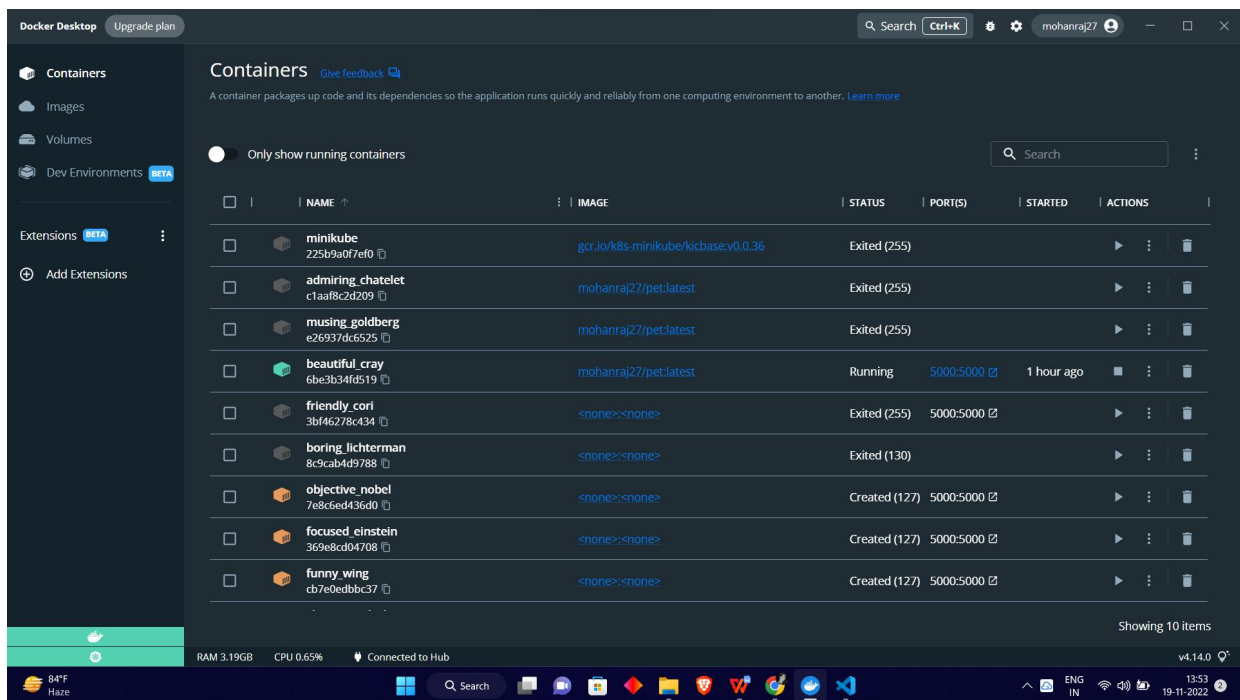 Docker Desktop Upgrade plan Search Ctrl+K mohanraj27
Containers
Images
Volumes
Dev Environments BETA
Extensions BETA
Add Extensions
Containers Give feedback
A container packages up code and its dependencies so the application runs quickly and reliably from one computing environment to another. Learn more
Only show running containers Search
NAME IMAGE STATUS PORT(S) STARTED ACTIONS
minikube gcr.io/k8s-minikube/kicbase:v0.0.36 Exited (255)
225b9a0f7ef0
admiring_chatelet mohanraj27/pet:latest Exited (255)
c1aaf8c2d209
musing_goldberg mohanraj27/pet:latest Exited (255)
e26937dc6525
beautiful_cray mohanraj27/pet:latest Running 5000:5000 1 hour ago
6be3b34fd519
friendly_cori <none>:<none> Exited (255) 5000:5000
3bf46278c434
boring_lichterman <none>:<none> Exited (130)
8c9cab4d9788
objective_nobel <none>:<none> Created (127) 5000:5000
7e8c6ed436d0
focused_einstein <none>:<none> Created (127) 5000:5000
369e8cd04708
funny_wing <none>:<none> Created (127) 5000:5000
cb7e0edbbc37
Showing 10 items
RAM 3.19GB CPU 0.65% Connected to Hub v4.14.0
84°F
Haze
Search
ENG
IN
13:53
19-11-2022
2